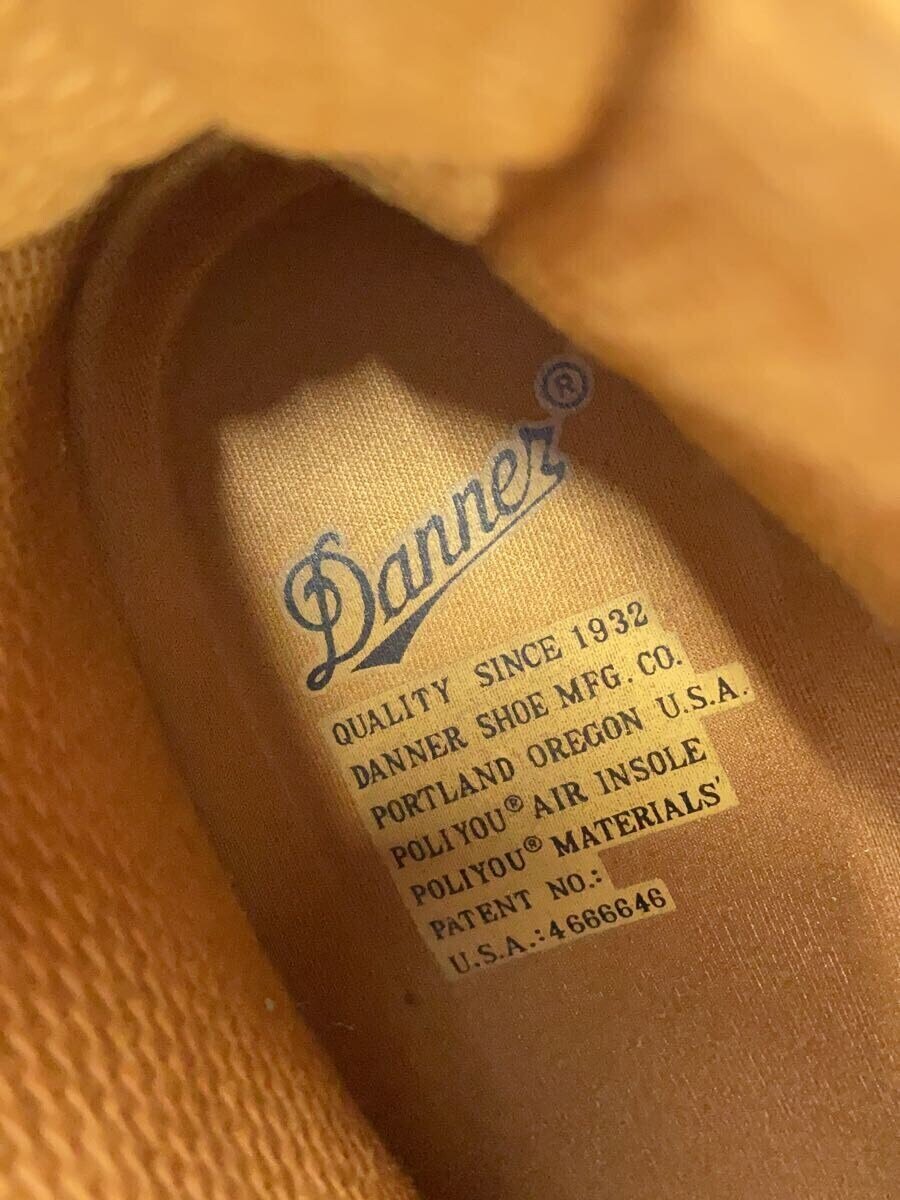 Danner®
QUALITY SINCE 1932
DANNER SHOE MFG. CO.
PORTLAND OREGON U.S.A.
POLIYOU® AIR INSOLE
POLIYOU® MATERIALS'
PATENT NO.:
U.S.A.:4666646